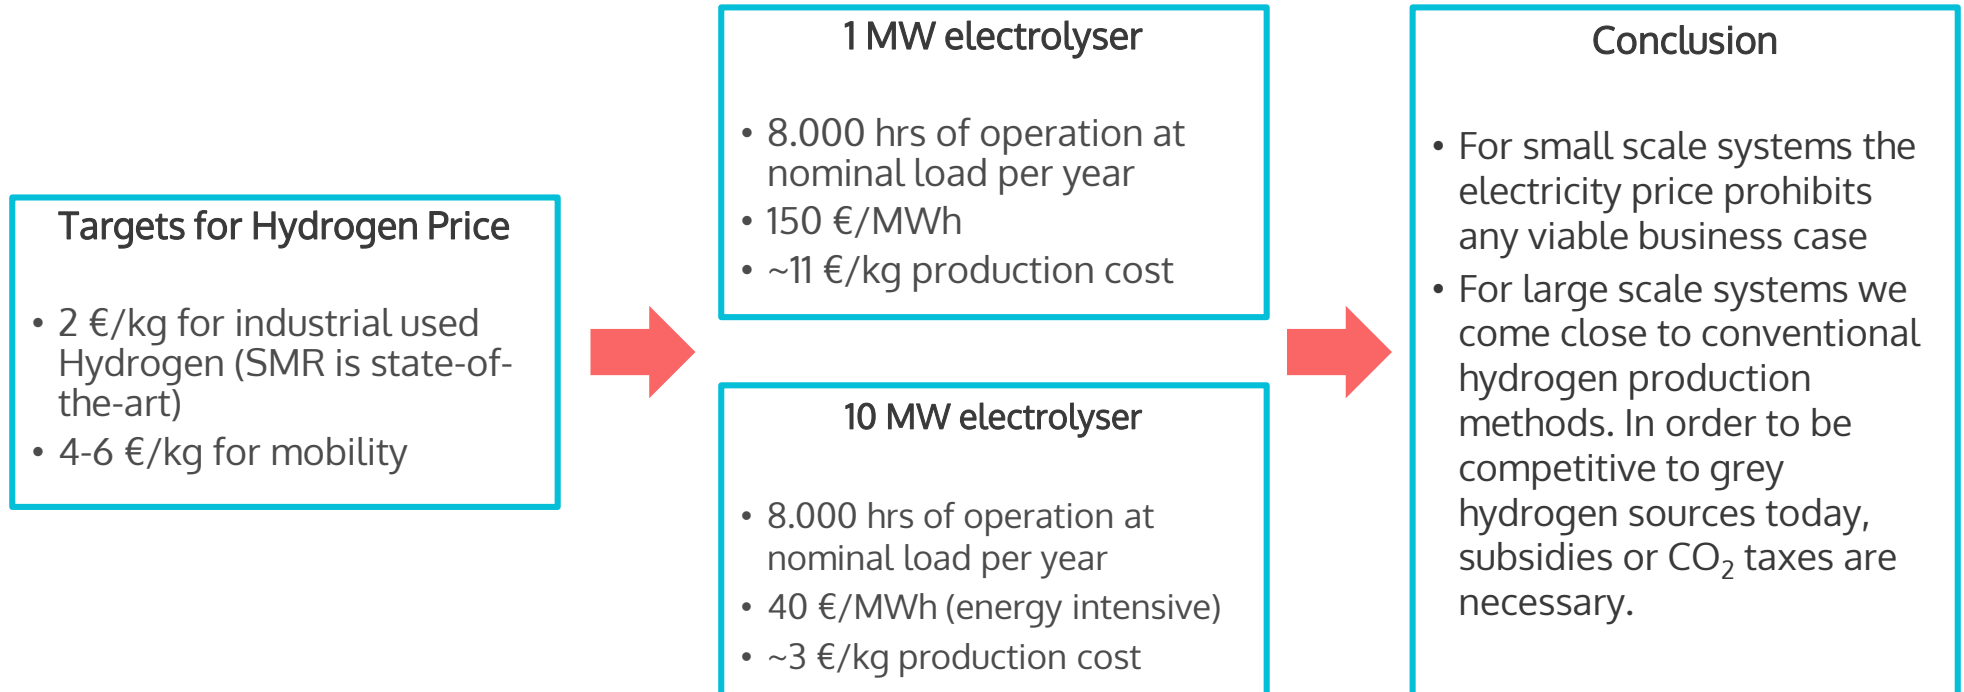 Targets for Hydrogen Price
• 2 €/kg for industrial used
Hydrogen (SMR is state-of-
the-art)
• 4-6 €/kg for mobility
1 MW electrolyser
• 8.000 hrs of operation at
nominal load per year
• 150 €/MWh
• ~11 €/kg production cost
10 MW electrolyser
• 8.000 hrs of operation at
nominal load per year
• 40 €/MWh (energy intensive)
• ~3 €/kg production cost
Conclusion
• For small scale systems the
electricity price prohibits
any viable business case
• For large scale systems we
come close to conventional
hydrogen production
methods. In order to be
competitive to grey
hydrogen sources today,
subsidies or CO₂ taxes are
necessary.